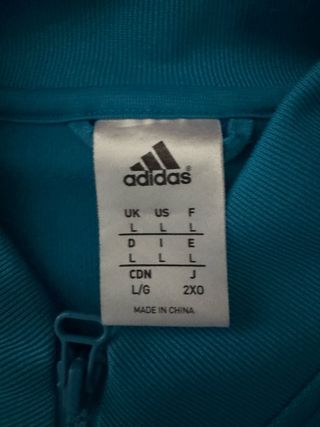 adidas®
UK US F
L L L
D I E
L L L
CDN J
L/G 2XO
MADE IN CHINA